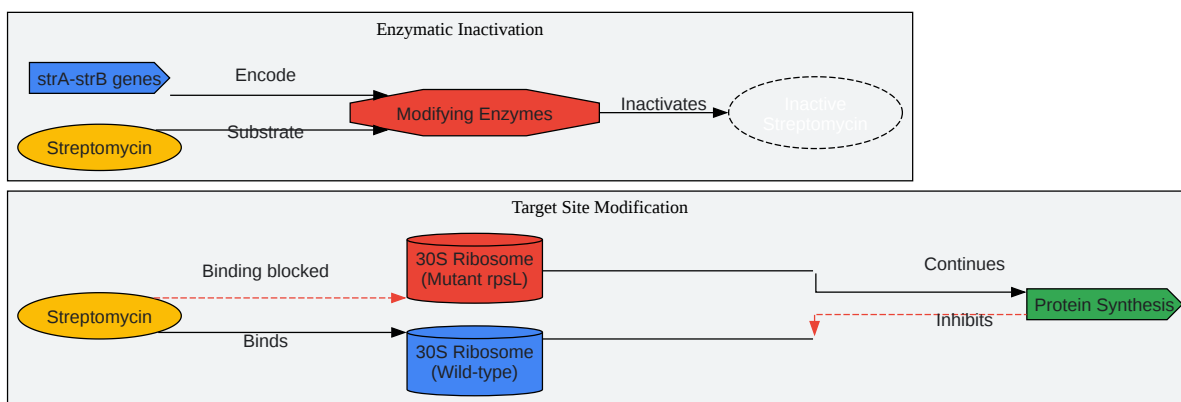 Enzymatic Inactivation
strA-strB genes
Encode
Modifying Enzymes
Inactivates
Inactive
Streptomycin
Substrate
Streptomycin
Target Site Modification
Binding blocked
30S Ribosome
(Mutant rpsL)
Continues
Streptomycin
Protein Synthesis
Inhibits
Binds
30S Ribosome
(Wild-type)